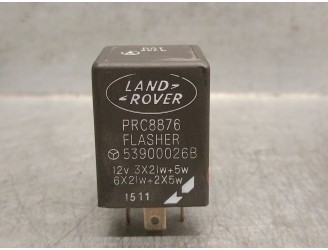 LAND
ROVER
PRC8876
FLASHER
53900026B
12v 3X21w+5w
6X21w+2X5w
1511